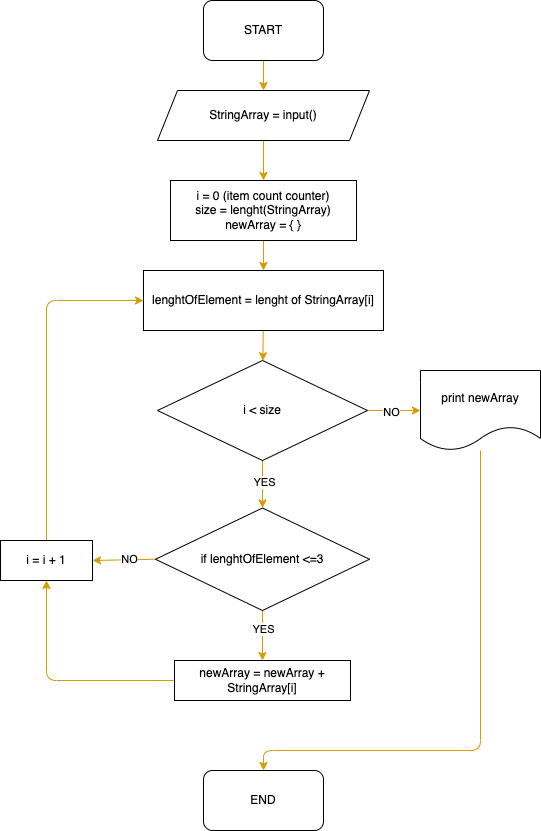 START
StringArray = input()
i = 0 (item count counter)
size = lenght(StringArray)
newArray = { }
lenghtOfElement = lenght of StringArray[i]
i < size
NO
print newArray
YES
if lenghtOfElement <=3
NO
i = i + 1
YES
newArray = newArray +
StringArray[i]
END